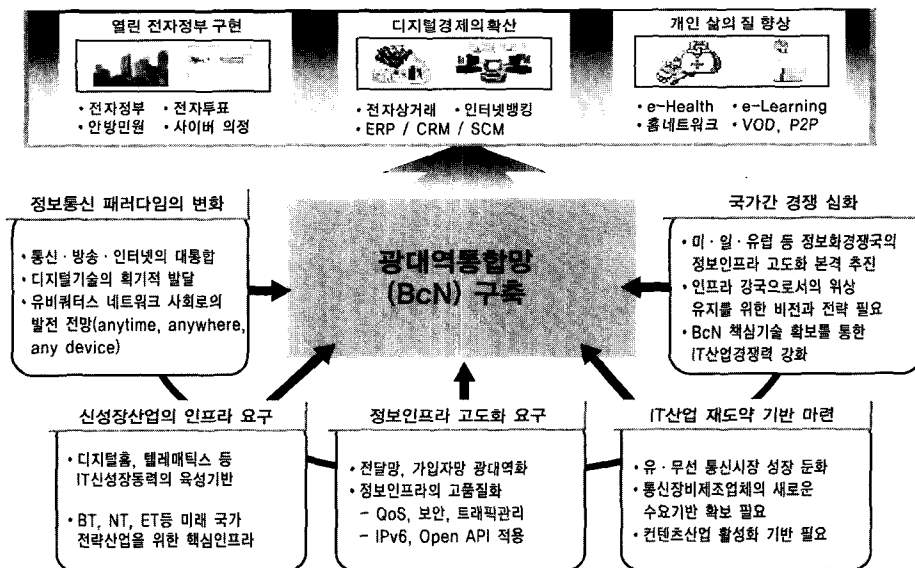 열린 전자정부 구현
• 전자정부 • 전자투표
• 안방민원 • 사이버 의정
디지털경제의확산
• 전자상거래 • 인터넷뱅킹
• ERP / CRM / SCM
개인 삶의 질 향상
• e-Health • e-Learning
• 홈네트워크 • VOD, P2P
정보통신 패러다임의 변화
• 통신 · 방송 · 인터넷의 대통합
• 디지털기술의 획기적 발달
• 유비쿼터스 네트워크 사회로의
발전 전망(anytime, anywhere,
any device)
광대역통합망
(BcN) 구축
국가간 경쟁 심화
• 미 · 일 · 유럽 등 정보화경쟁국의
정보인프라 고도화 본격 추진
• 인프라 강국으로서의 위상
유지를 위한 비전과 전략 필요
• BcN 핵심기술 확보를 통한
IT산업경쟁력 강화
신성장산업의 인프라 요구
• 디지털홈, 텔레매틱스 등
IT신성장동력의 육성기반
• BT, NT, ET등 미래 국가
전략산업을 위한 핵심인프라
정보인프라 고도화 요구
• 전달망, 가입자망 광대역화
• 정보인프라의 고품질화
– QoS, 보안, 트래픽관리
– IPv6, Open API 적용
IT산업 재도약 기반 마련
• 유 · 무선 통신시장 성장 둔화
• 통신장비제조업체의 새로운
수요기반 확보 필요
• 컨텐츠산업 활성화 기반 필요